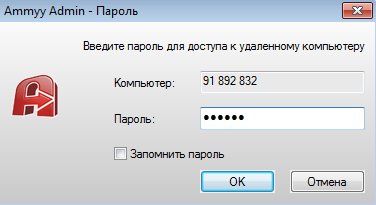 Ammyy Admin - Пароль
Введите пароль для доступа к удаленному компьютеру
Компьютер: 91 892 832
Пароль: ●●●●●●
Запомнить пароль
OK Отмена